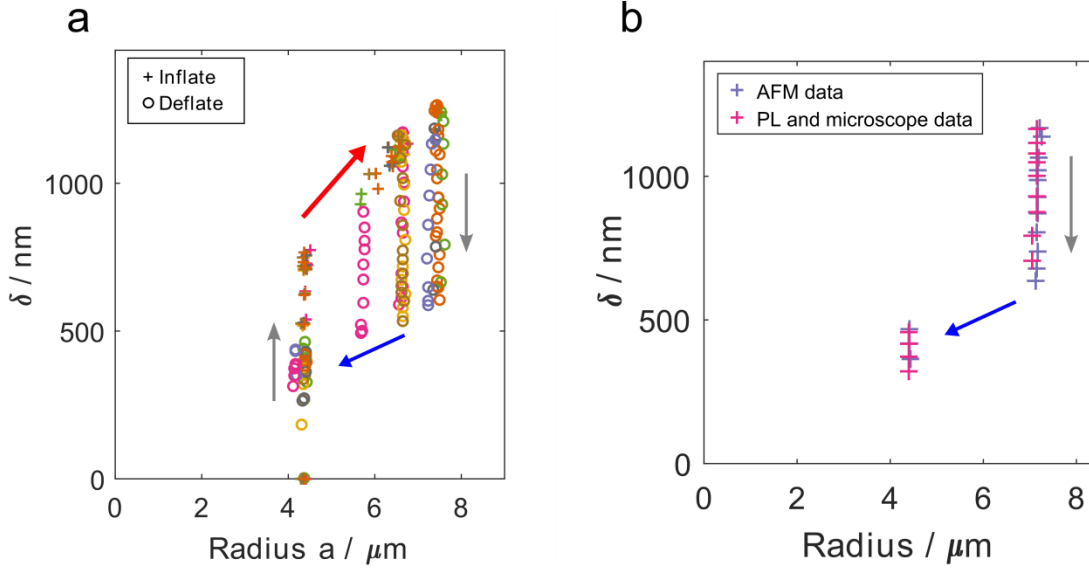 a
+ Inflate
o Deflate
1000
500
0
δ / nm
0 2 4 6 8
Radius a / μm
b
AFM data
PL and microscope data
1000
500
0
δ / nm
0 2 4 6 8
Radius / μm